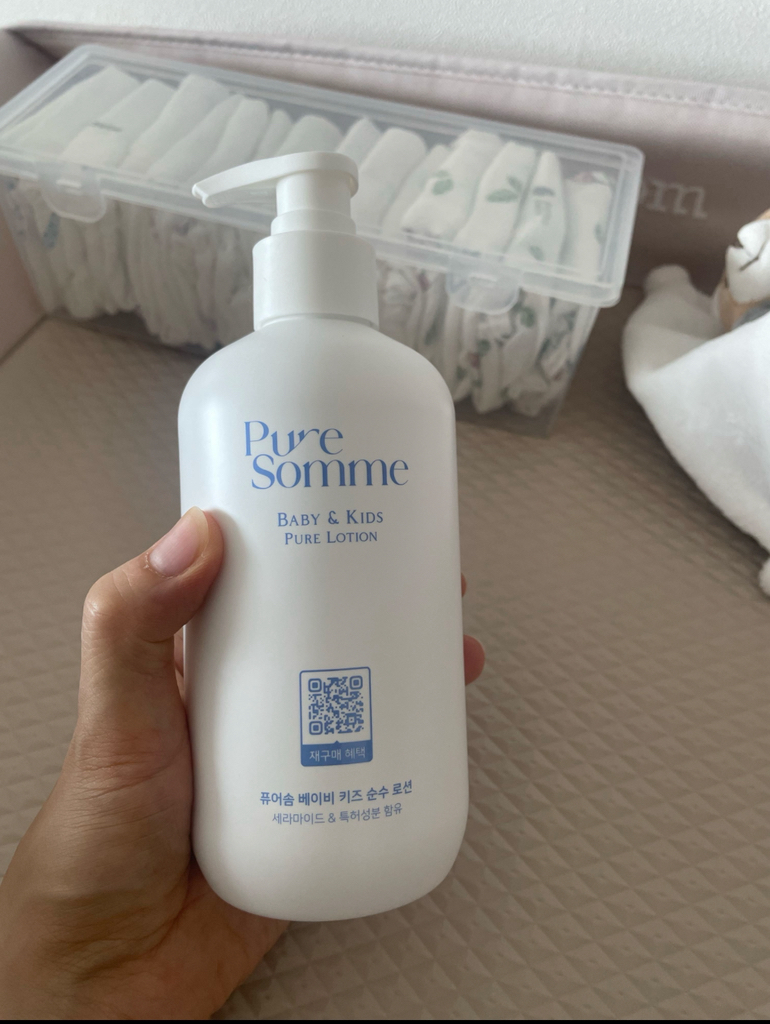 Pure
Somme
BABY & KIDS
PURE LOTION
재구매 혜택
퓨어솜 베이비 키즈 순수 로션
세라마이드 & 특허성분 함유